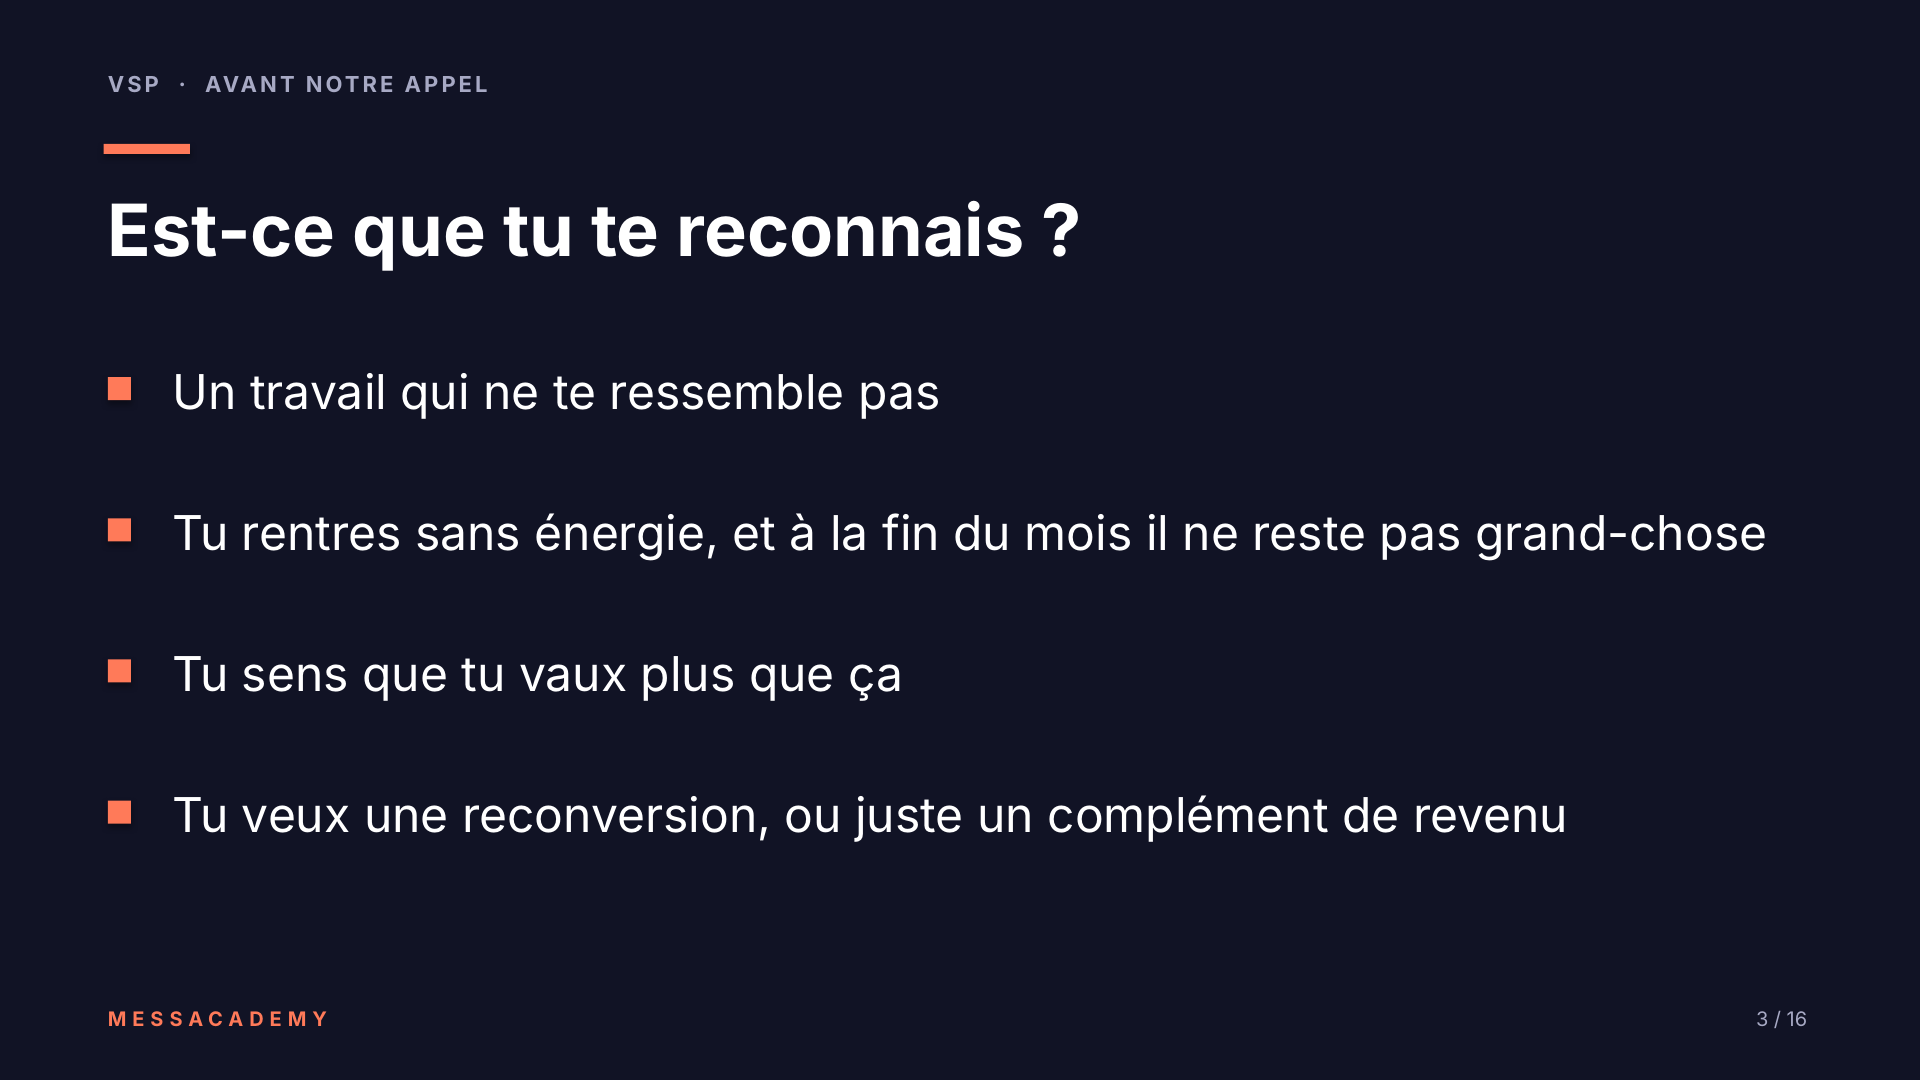 VSP · AVANT NOTRE APPEL
Est-ce que tu te reconnais ?
Un travail qui ne te ressemble pas
Tu rentres sans énergie, et à la fin du mois il ne reste pas grand-chose
Tu sens que tu vaux plus que ça
Tu veux une reconversion, ou juste un complément de revenu
MESSACADEMY
3 / 16